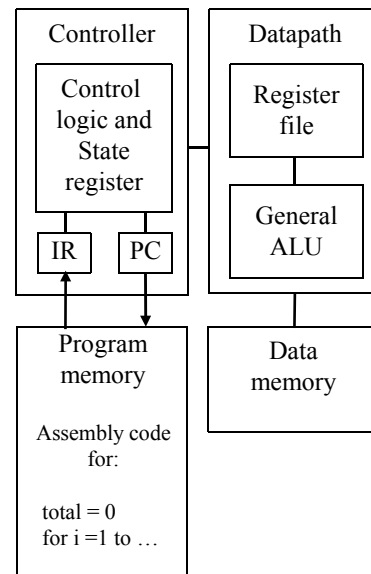 Controller
Control
logic and
State
register
IR
PC
Datapath
Register
file
General
ALU
Program
memory
Assembly code
for:
total = 0
for i =1 to …
Data
memory